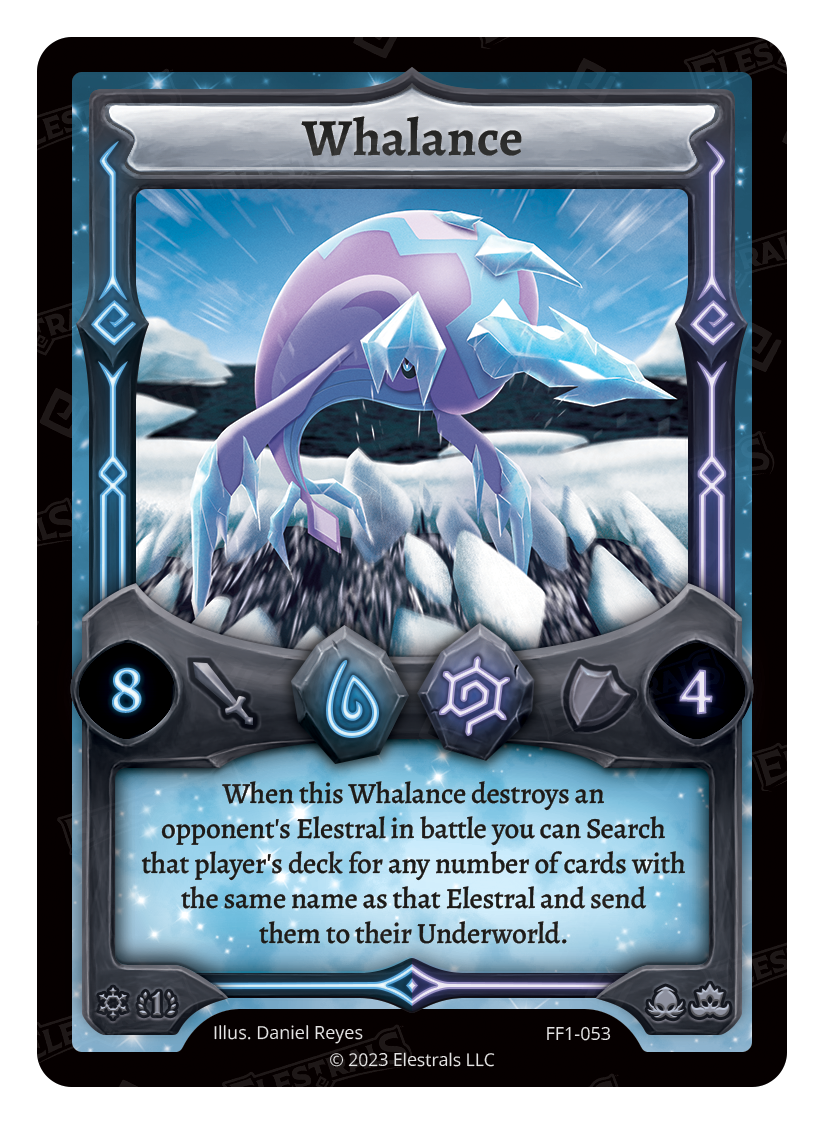 Whalance
8
4
When this Whalance destroys an
opponent's Elestral in battle you can Search
that player's deck for any number of cards with
the same name as that Elestral and send
them to their Underworld.
1
Illus. Daniel Reyes
FF1-053
© 2023 Elestrals LLC